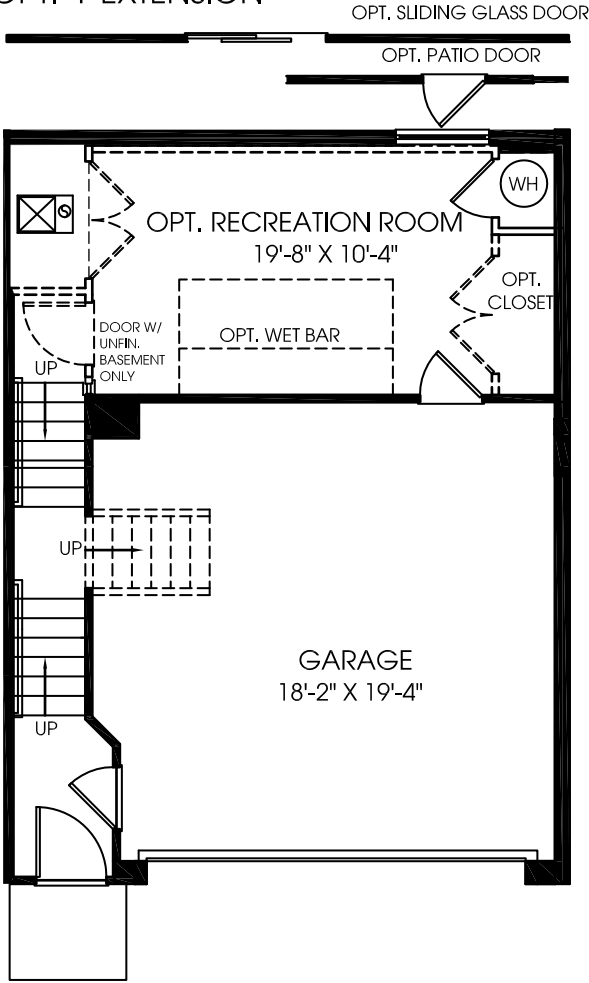 EXTENSION
OPT. SLIDING GLASS DOOR
OPT. PATIO DOOR
WH
OPT. RECREATION ROOM
19'-8" X 10'-4"
OPT.
CLOSET
DOOR W/
UNFIN.
BASEMENT
ONLY
OPT. WET BAR
UP
UP
GARAGE
18'-2" X 19'-4"
UP